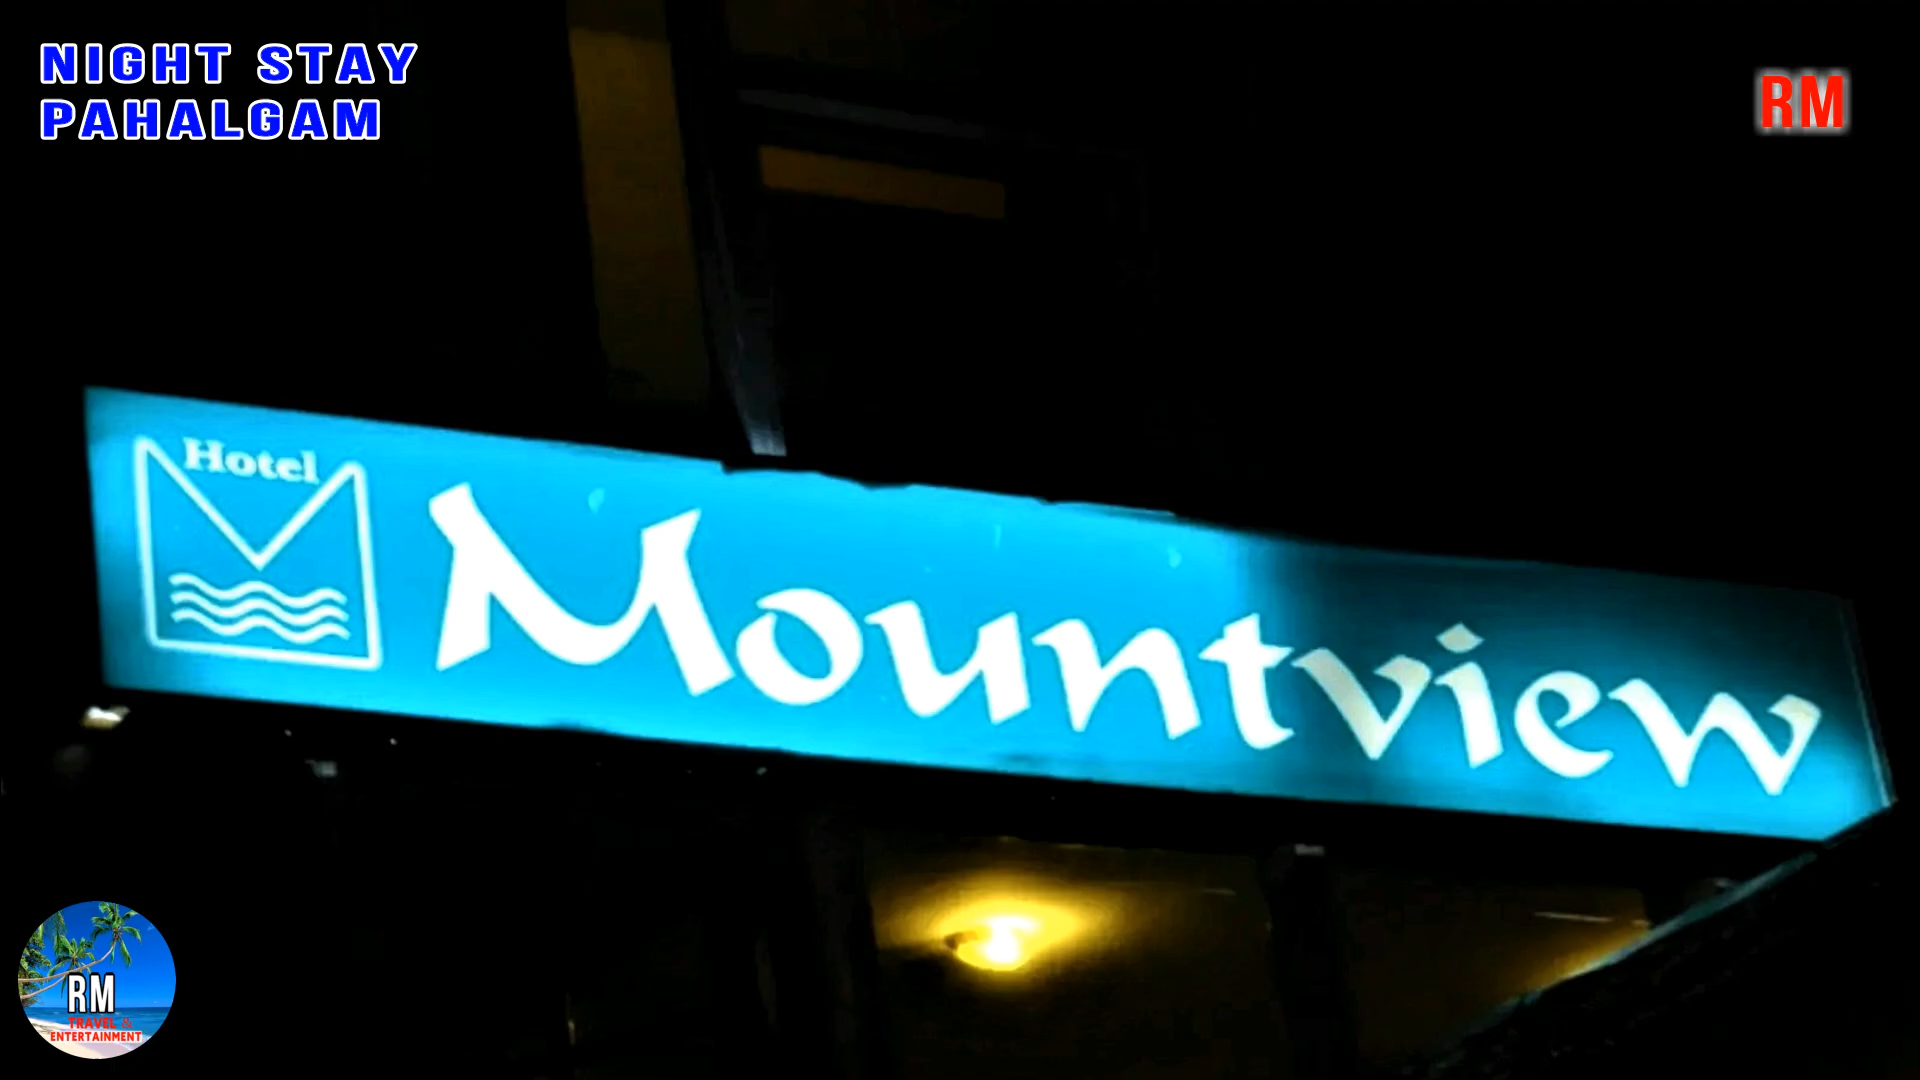 NIGHT STAY
PAHALGAM
RM
Hotel
Mountview
RM
TRAVEL &
ENTERTAINMENT